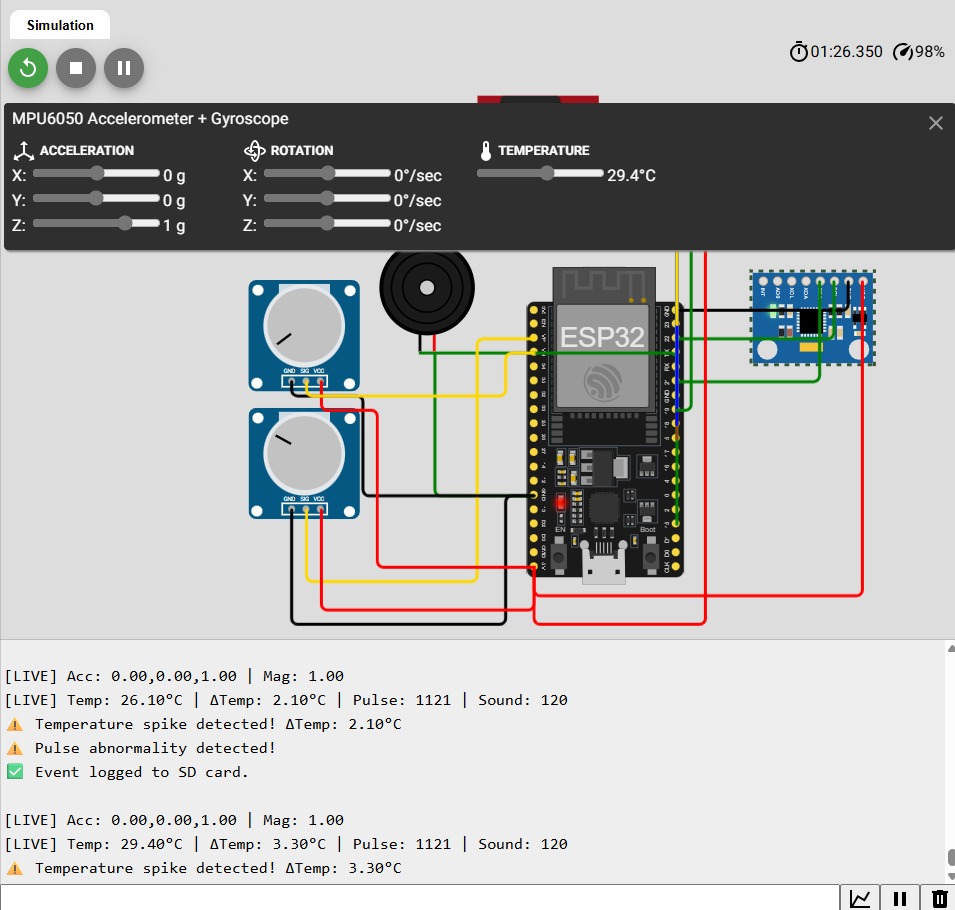 Simulation
01:26.350 98%
MPU6050 Accelerometer + Gyroscope
ACCELERATION ROTATION TEMPERATURE
X: 0 g X: 0°/sec 29.4°C
Y: 0 g Y: 0°/sec
Z: 1 g Z: 0°/sec
ESP32
GND SIG VCC
GND SIG VCC
EN Boot
[LIVE] Acc: 0.00,0.00,1.00 | Mag: 1.00
[LIVE] Temp: 26.10°C | ΔTemp: 2.10°C | Pulse: 1121 | Sound: 120
⚠ Temperature spike detected! ΔTemp: 2.10°C
⚠ Pulse abnormality detected!
✅ Event logged to SD card.
[LIVE] Acc: 0.00,0.00,1.00 | Mag: 1.00
[LIVE] Temp: 29.40°C | ΔTemp: 3.30°C | Pulse: 1121 | Sound: 120
⚠ Temperature spike detected! ΔTemp: 3.30°C